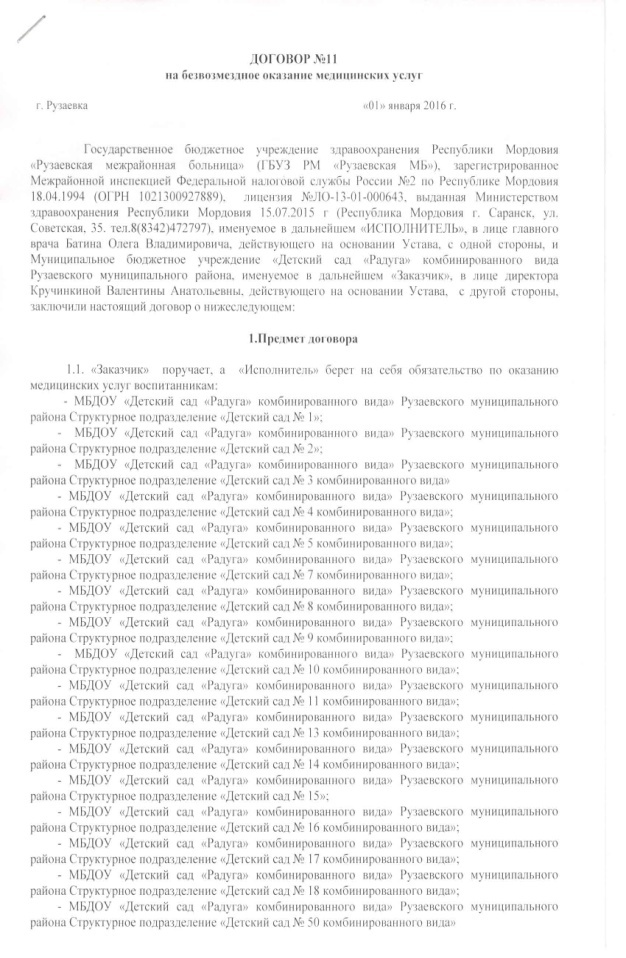 ДОГОВОР №11
на безвозмездное оказание медицинских услуг
г. Рузаевка «01» января 2016 г.
Государственное бюджетное учреждение здравоохранения Республики Мордовия
«Рузаевская межрайонная больница» (ГБУЗ РМ «Рузаевская МБ»), зарегистрированное
Межрайонной инспекцией Федеральной налоговой службы России №2 по Республике Мордовия
18.04.1994 (ОГРН 1021300927889), лицензия №ЛО-13-01-000643, выданная Министерством
здравоохранения Республики Мордовия 15.07.2015 г (Республика Мордовия г. Саранск, ул.
Советская, 35. тел.8(8342)472797), именуемое в дальнейшем «ИСПОЛНИТЕЛЬ», в лице главного
врача Батина Олега Владимировича, действующего на основании Устава, с одной стороны, и
Муниципальное бюджетное учреждение «Детский сад «Радуга» комбинированного вида
Рузаевского муниципального района, именуемое в дальнейшем «Заказчик», в лице директора
Кручинкиной Валентины Анатольевны, действующего на основании Устава, с другой стороны,
заключили настоящий договор о нижеследующем:
1.Предмет договора
1.1. «Заказчик» поручает, а «Исполнитель» берет на себя обязательство по оказанию
медицинских услуг воспитанникам:
- МБДОУ «Детский сад «Радуга» комбинированного вида» Рузаевского муниципального
района Структурное подразделение «Детский сад № 1»;
- МБДОУ «Детский сад «Радуга» комбинированного вида» Рузаевского муниципального
района Структурное подразделение «Детский сад № 2»;
- МБДОУ «Детский сад «Радуга» комбинированного вида» Рузаевского муниципального
района Структурное подразделение «Детский сад № 3 комбинированного вида»
- МБДОУ «Детский сад «Радуга» комбинированного вида» Рузаевского муниципального
района Структурное подразделение «Детский сад № 4 комбинированного вида»;
- МБДОУ «Детский сад «Радуга» комбинированного вида» Рузаевского муниципального
района Структурное подразделение «Детский сад № 5 комбинированного вида»;
- МБДОУ «Детский сад «Радуга» комбинированного вида» Рузаевского муниципального
района Структурное подразделение «Детский сад № 7 комбинированного вида»;
- МБДОУ «Детский сад «Радуга» комбинированного вида» Рузаевского муниципального
района Структурное подразделение «Детский сад № 8 комбинированного вида»;
- МБДОУ «Детский сад «Радуга» комбинированного вида» Рузаевского муниципального
района Структурное подразделение «Детский сад № 9 комбинированного вида»;
- МБДОУ «Детский сад «Радуга» комбинированного вида» Рузаевского муниципального
района Структурное подразделение «Детский сад № 10 комбинированного вида»;
- МБДОУ «Детский сад «Радуга» комбинированного вида» Рузаевского муниципального
района Структурное подразделение «Детский сад № 11 комбинированного вида»;
- МБДОУ «Детский сад «Радуга» комбинированного вида» Рузаевского муниципального
района Структурное подразделение «Детский сад № 13 комбинированного вида»;
- МБДОУ «Детский сад «Радуга» комбинированного вида» Рузаевского муниципального
района Структурное подразделение «Детский сад № 14 комбинированного вида»;
- МБДОУ «Детский сад «Радуга» комбинированного вида» Рузаевского муниципального
района Структурное подразделение «Детский сад № 15»;
- МБДОУ «Детский сад «Радуга» комбинированного вида» Рузаевского муниципального
района Структурное подразделение «Детский сад № 16 комбинированного вида»;
- МБДОУ «Детский сад «Радуга» комбинированного вида» Рузаевского муниципального
района Структурное подразделение «Детский сад № 17 комбинированного вида»;
- МБДОУ «Детский сад «Радуга» комбинированного вида» Рузаевского муниципального
района Структурное подразделение «Детский сад № 18 комбинированного вида»;
- МБДОУ «Детский сад «Радуга» комбинированного вида» Рузаевского муниципального
района Структурное подразделение «Детский сад № 50 комбинированного вида»